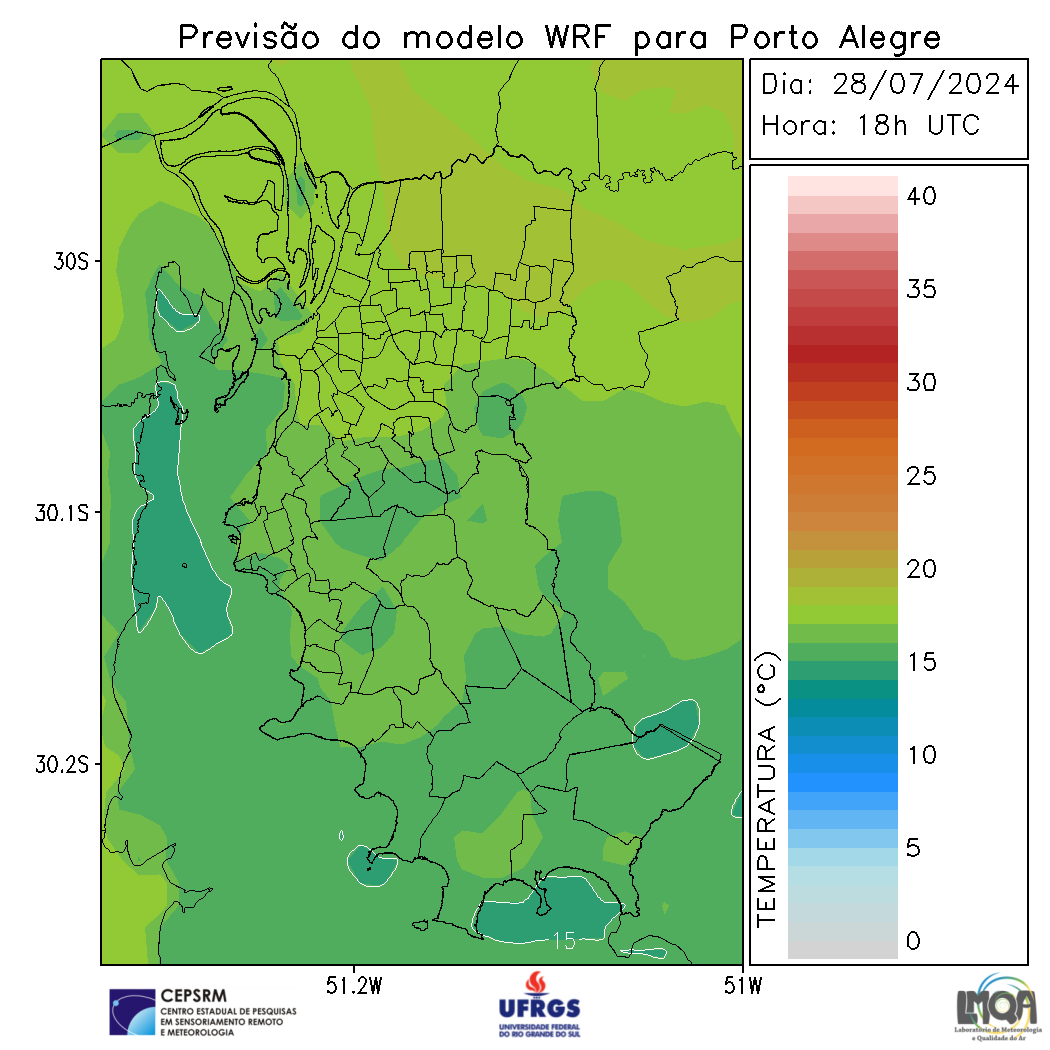 Previsão do modelo WRF para Porto Alegre
Dia: 28/07/2024
Hora: 18h UTC
30S
30.1S
30.2S
51.2W
51W
15
TEMPERATURA (°C)
40
35
30
25
20
15
10
5
0
CEPSRM
CENTRO ESTADUAL DE PESQUISAS
EM SENSORIAMENTO REMOTO
E METEOROLOGIA
UFRGS
UNIVERSIDADE FEDERAL
DO RIO GRANDE DO SUL
LMQA
Laboratório de Meteorologia
e Qualidade do Ar